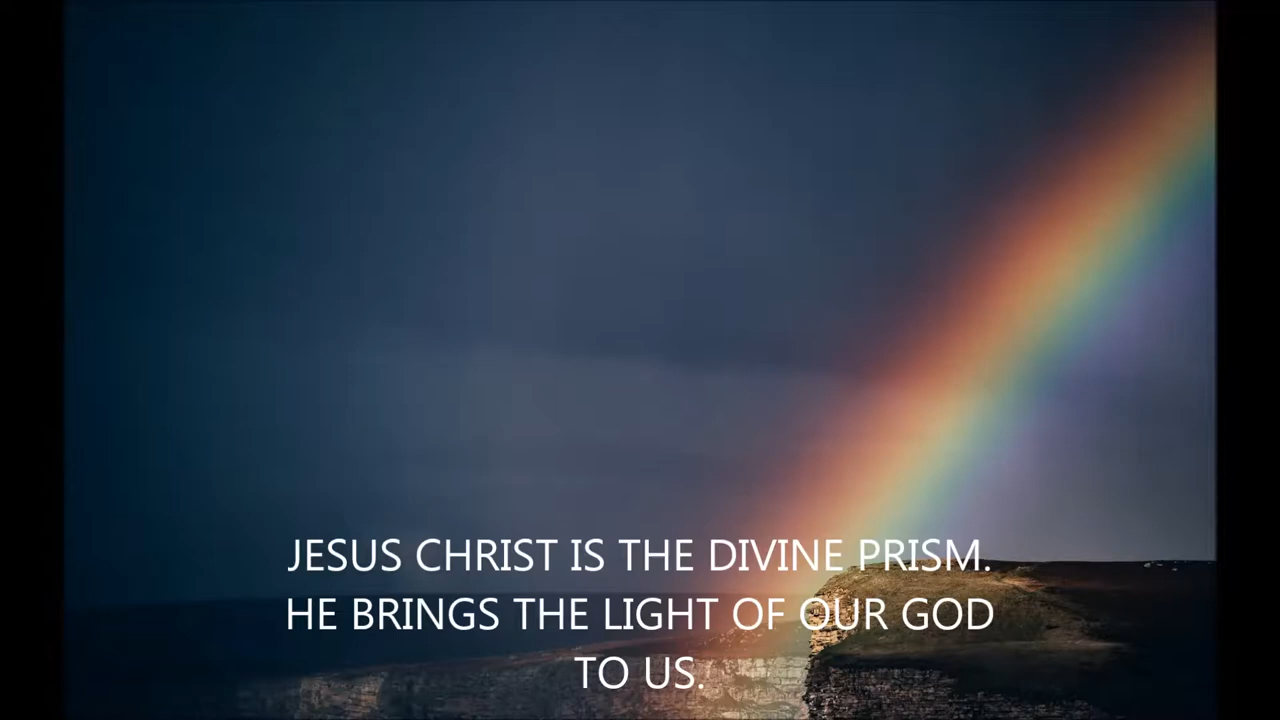 JESUS CHRIST IS THE DIVINE PRISM.
HE BRINGS THE LIGHT OF OUR GOD
TO US.